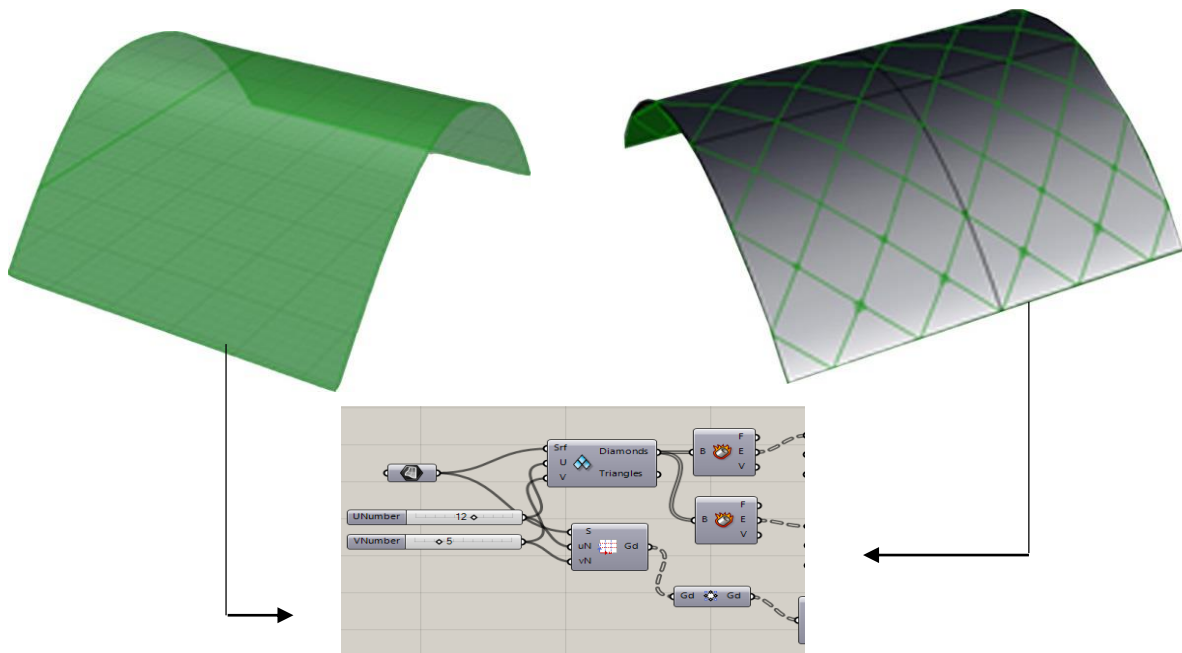 F
Srf Diamonds B E
U V
V Triangles
F
UNumber 12 B E
S V
VNumber 5 uN Gd
vN
Gd Gd